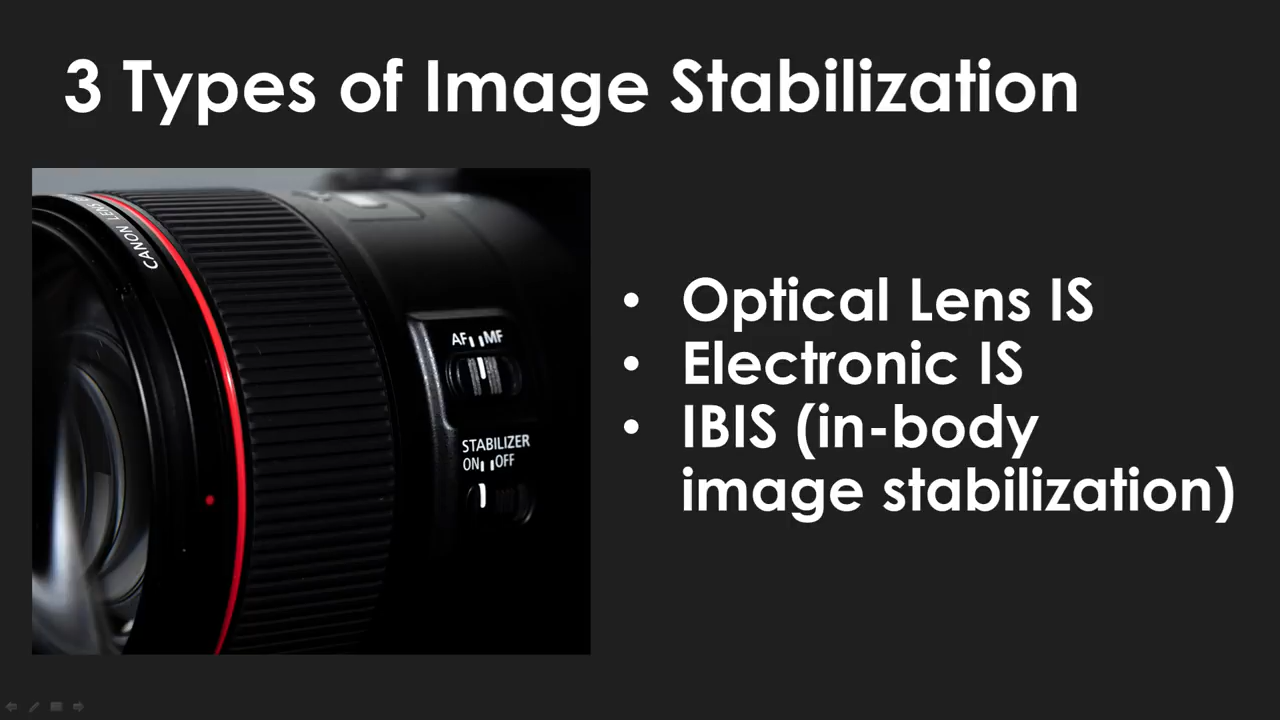 3 Types of Image Stabilization
CANON LENS
AF MF
STABILIZER
ON OFF
• Optical Lens IS
• Electronic IS
• IBIS (in-body
image stabilization)